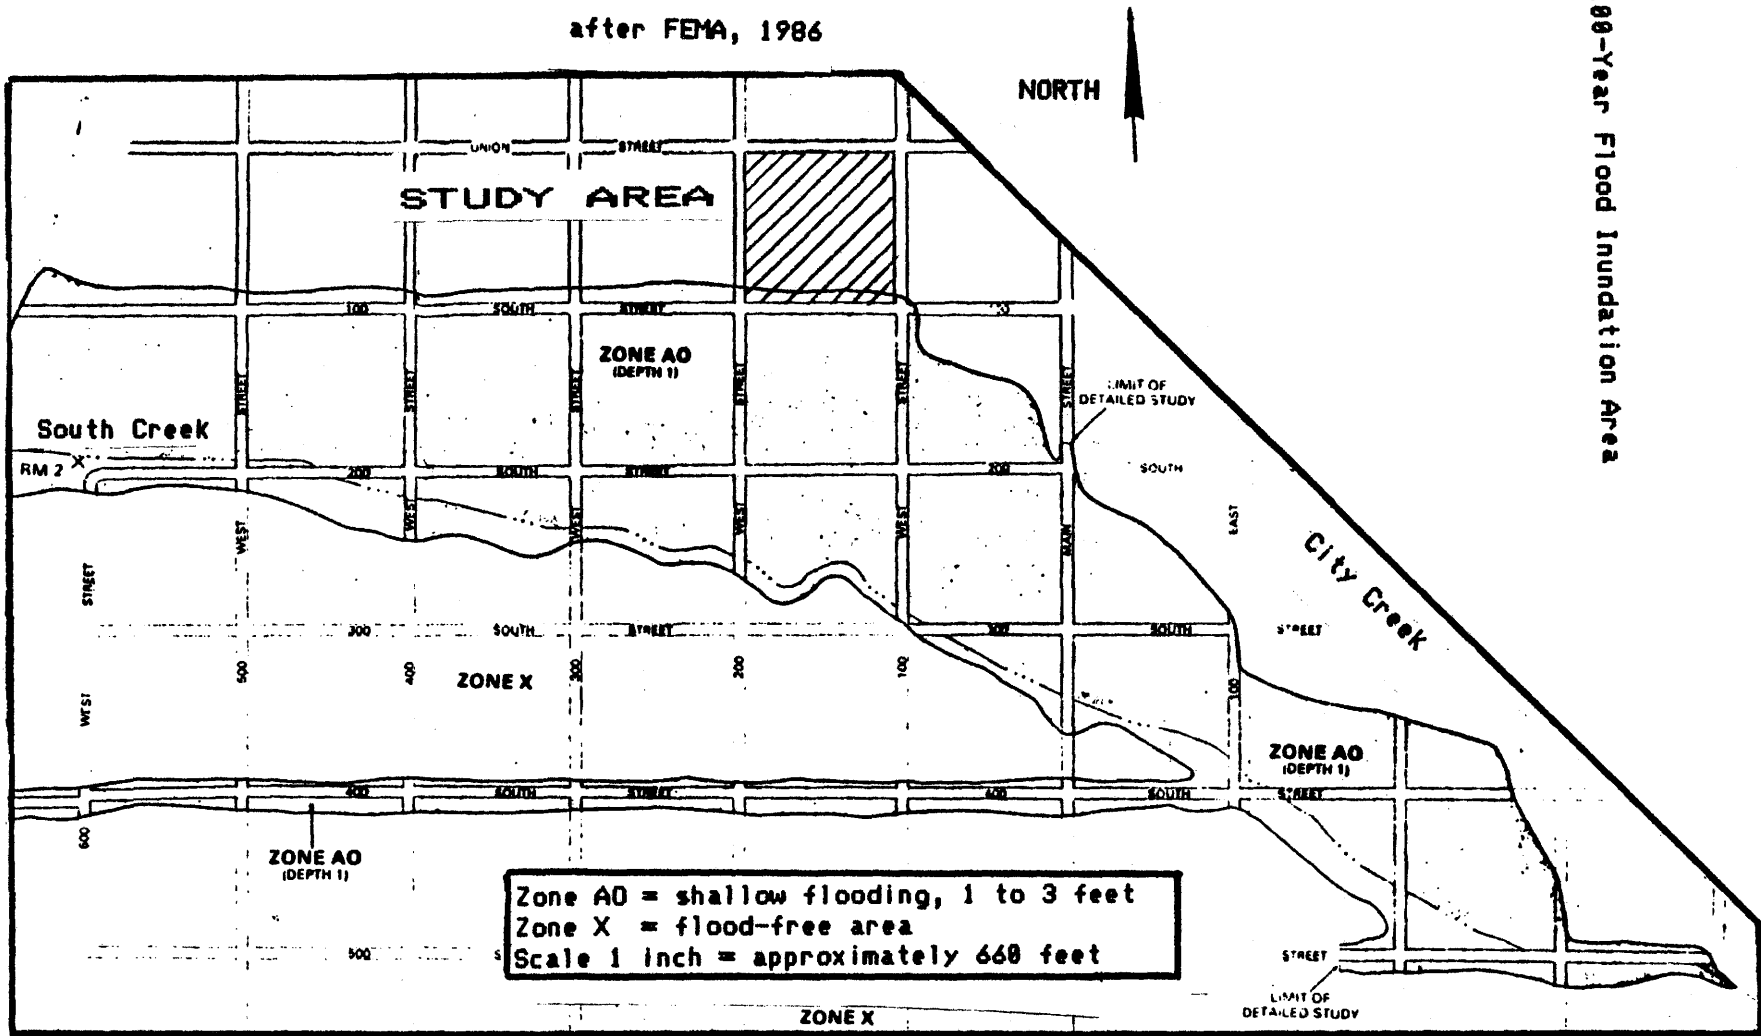 after FEMA, 1986
NORTH
00-Year Flood Inundation Area
UNION STREET
STUDY AREA
100 SOUTH STREET
ZONE AO
(DEPTH 1)
STREET STREET STREET STREET STREET STREET
LIMIT OF
DETAILED STUDY
South Creek
RM 2
200 SOUTH STREET 200 SOUTH
WEST WEST WEST WEST WEST MAIN EAST
City Creek
STREET
WEST
300 SOUTH STREET 300 SOUTH STREET
500 400 300 200 100 100
ZONE X
ZONE AO
(DEPTH 1)
400 SOUTH STREET 400 SOUTH STREET
600
ZONE AO
(DEPTH 1)
Zone AO = shallow flooding, 1 to 3 feet
Zone X = flood-free area
Scale 1 inch = approximately 660 feet
500 S STREET
LIMIT OF
DETAILED STUDY
ZONE X